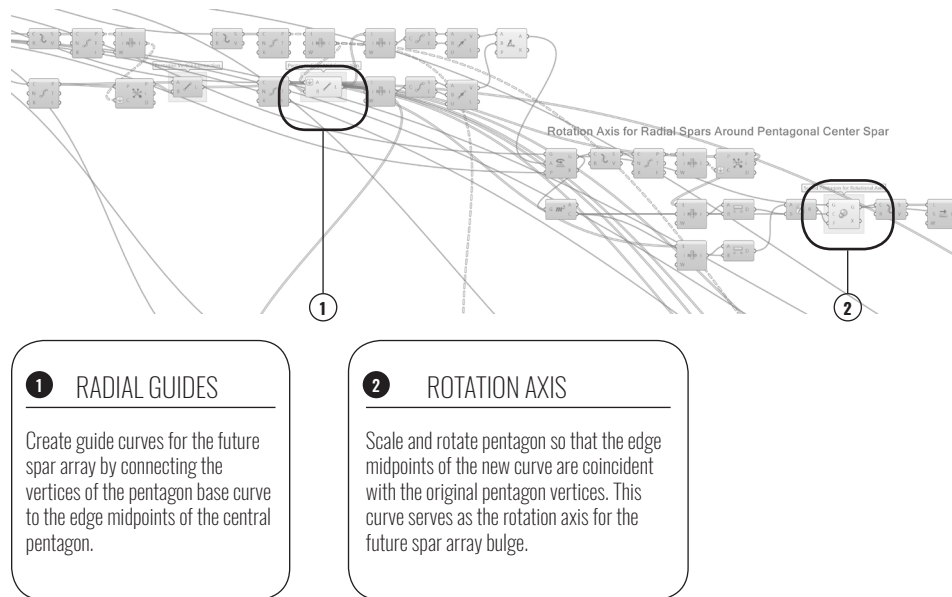 Rotation Axis for Radial Spars Around Pentagonal Center Spar
1
2
1 RADIAL GUIDES
Create guide curves for the future
spar array by connecting the
vertices of the pentagon base curve
to the edge midpoints of the central
pentagon.
2 ROTATION AXIS
Scale and rotate pentagon so that the edge
midpoints of the new curve are coincident
with the original pentagon vertices. This
curve serves as the rotation axis for the
future spar array bulge.